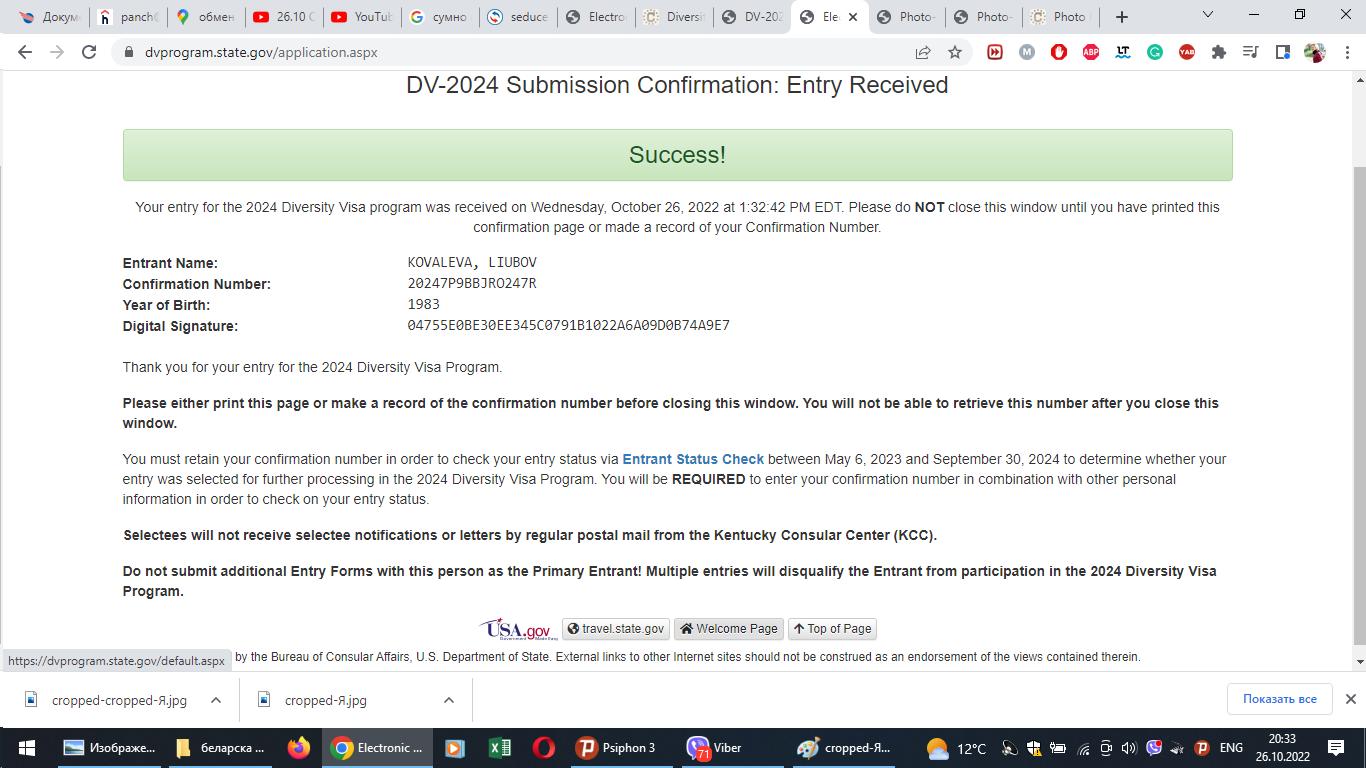 Докуме
panch@
обмен
26.10 С
YouTub
сумно
seduce
Electro
Diversit
DV-202
Ele
Photo-
Photo-
Photo
dvprogram.state.gov/application.aspx
DV-2024 Submission Confirmation: Entry Received
Success!
Your entry for the 2024 Diversity Visa program was received on Wednesday, October 26, 2022 at 1:32:42 PM EDT. Please do NOT close this window until you have printed this
confirmation page or made a record of your Confirmation Number.
Entrant Name: KOVALEVA, LIUBOV
Confirmation Number: 20247P9BBJRO247R
Year of Birth: 1983
Digital Signature: 04755E0BE30EE345C0791B1022A6A09D0B74A9E7
Thank you for your entry for the 2024 Diversity Visa Program.
Please either print this page or make a record of the confirmation number before closing this window. You will not be able to retrieve this number after you close this
window.
You must retain your confirmation number in order to check your entry status via Entrant Status Check between May 6, 2023 and September 30, 2024 to determine whether your
entry was selected for further processing in the 2024 Diversity Visa Program. You will be REQUIRED to enter your confirmation number in combination with other personal
information in order to check on your entry status.
Selectees will not receive selectee notifications or letters by regular postal mail from the Kentucky Consular Center (KCC).
Do not submit additional Entry Forms with this person as the Primary Entrant! Multiple entries will disqualify the Entrant from participation in the 2024 Diversity Visa
Program.
USA.gov travel.state.gov Welcome Page Top of Page
https://dvprogram.state.gov/default.aspx by the Bureau of Consular Affairs, U.S. Department of State. External links to other Internet sites should not be construed as an endorsement of the views contained therein.
cropped-cropped-Я.jpg cropped-Я.jpg Показать все
Изображе... беларска ... Electronic ... Psiphon 3 71 Viber cropped-Я... 12°C ENG 20:33
26.10.2022